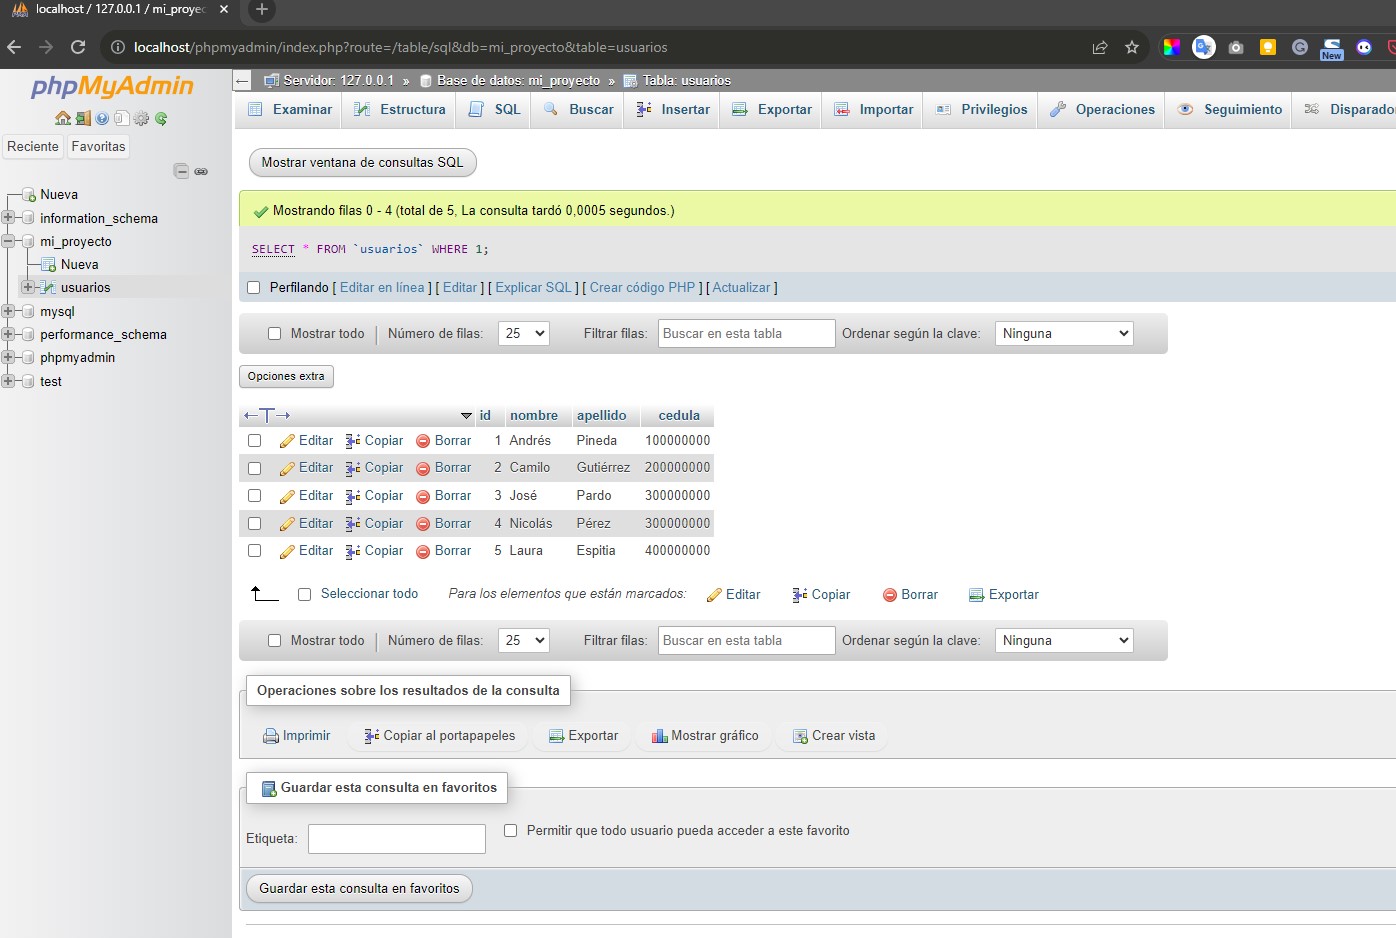 localhost / 127.0.0.1 / mi_proyec
localhost/phpmyadmin/index.php?route=/table/sql&db=mi_proyecto&table=usuarios
New
phpMyAdmin
Reciente Favoritas
Nueva
information_schema
mi_proyecto
Nueva
usuarios
mysql
performance_schema
phpmyadmin
test
Servidor: 127.0.0.1 » Base de datos: mi_proyecto » Tabla: usuarios
Examinar Estructura SQL Buscar Insertar Exportar Importar Privilegios Operaciones Seguimiento Disparado
Mostrar ventana de consultas SQL
Mostrando filas 0 - 4 (total de 5, La consulta tardó 0,0005 segundos.)
SELECT * FROM `usuarios` WHERE 1;
Perfilando [ Editar en línea ] [ Editar ] [ Explicar SQL ] [ Crear código PHP ] [ Actualizar ]
Mostrar todo | Número de filas: 25 Filtrar filas: Buscar en esta tabla Ordenar según la clave: Ninguna
Opciones extra
←T→ id nombre apellido cedula
Editar Copiar Borrar 1 Andrés Pineda 100000000
Editar Copiar Borrar 2 Camilo Gutiérrez 200000000
Editar Copiar Borrar 3 José Pardo 300000000
Editar Copiar Borrar 4 Nicolás Pérez 300000000
Editar Copiar Borrar 5 Laura Espitia 400000000
Seleccionar todo Para los elementos que están marcados: Editar Copiar Borrar Exportar
Mostrar todo | Número de filas: 25 Filtrar filas: Buscar en esta tabla Ordenar según la clave: Ninguna
Operaciones sobre los resultados de la consulta
Imprimir Copiar al portapapeles Exportar Mostrar gráfico Crear vista
Guardar esta consulta en favoritos
Etiqueta: Permitir que todo usuario pueda acceder a este favorito
Guardar esta consulta en favoritos